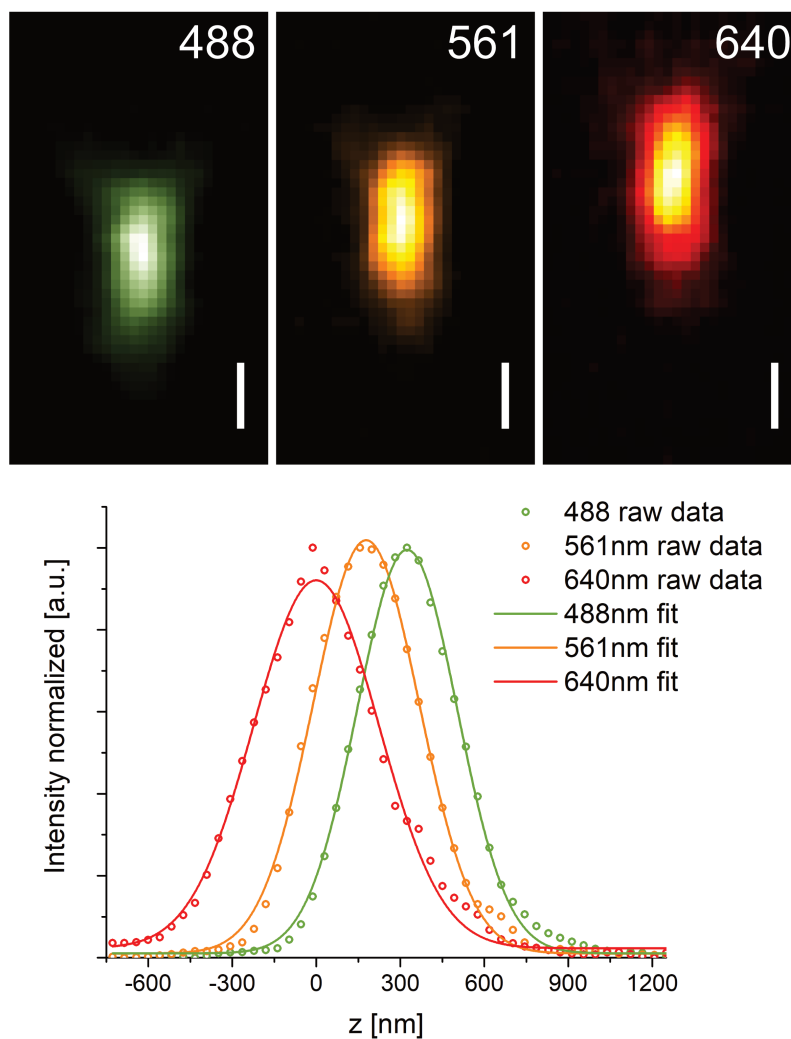 488
561
640
488 raw data
561nm raw data
640nm raw data
488nm fit
561nm fit
640nm fit
Intensity normalized [a.u.]
-600 -300 0 300 600 900 1200
z [nm]